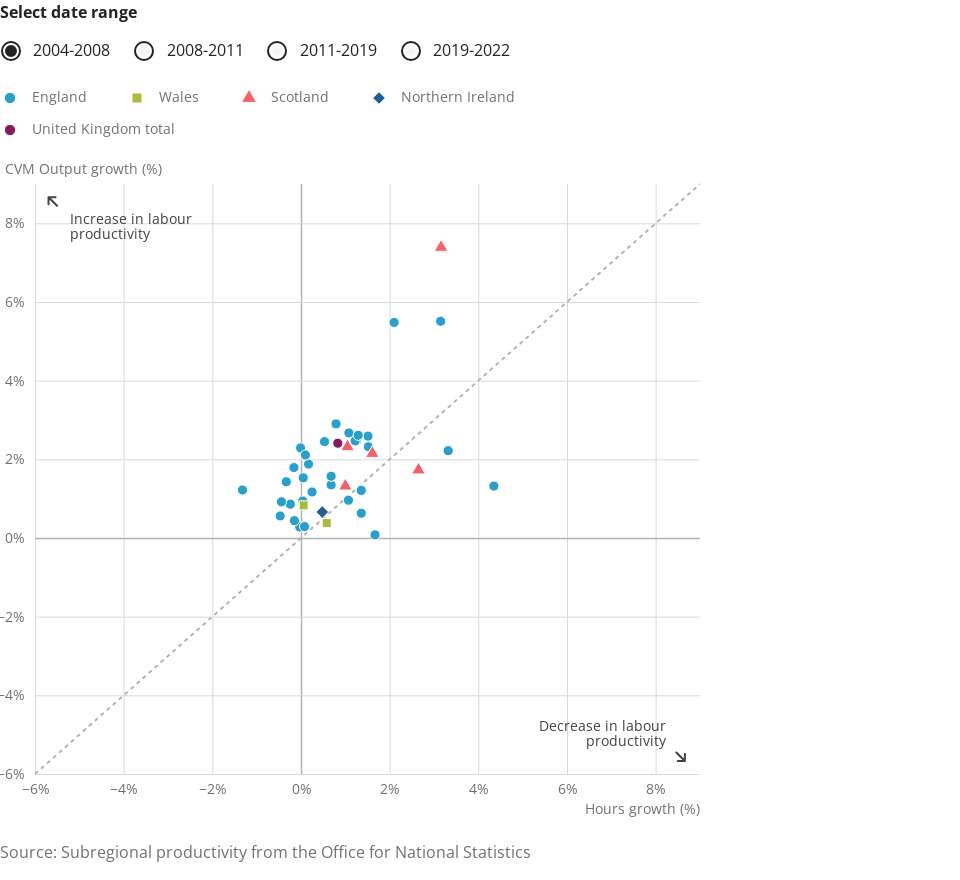 Select date range
2004-2008
2008-2011
2011-2019
2019-2022
England
Wales
Scotland
Northern Ireland
United Kingdom total
CVM Output growth (%)
Increase in labour
productivity
8%
6%
4%
2%
0%
−2%
−4%
−6%
Decrease in labour
productivity
−6%
−4%
−2%
0%
2%
4%
6%
8%
Hours growth (%)
Source: Subregional productivity from the Office for National Statistics